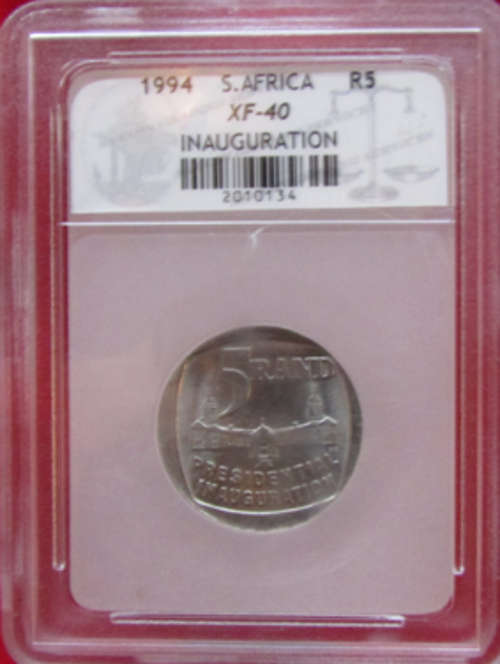 1994 S.AFRICA R5
XF-40
INAUGURATION
2010134
5 RAND
PRESIDENTIAL
INAUGURATION